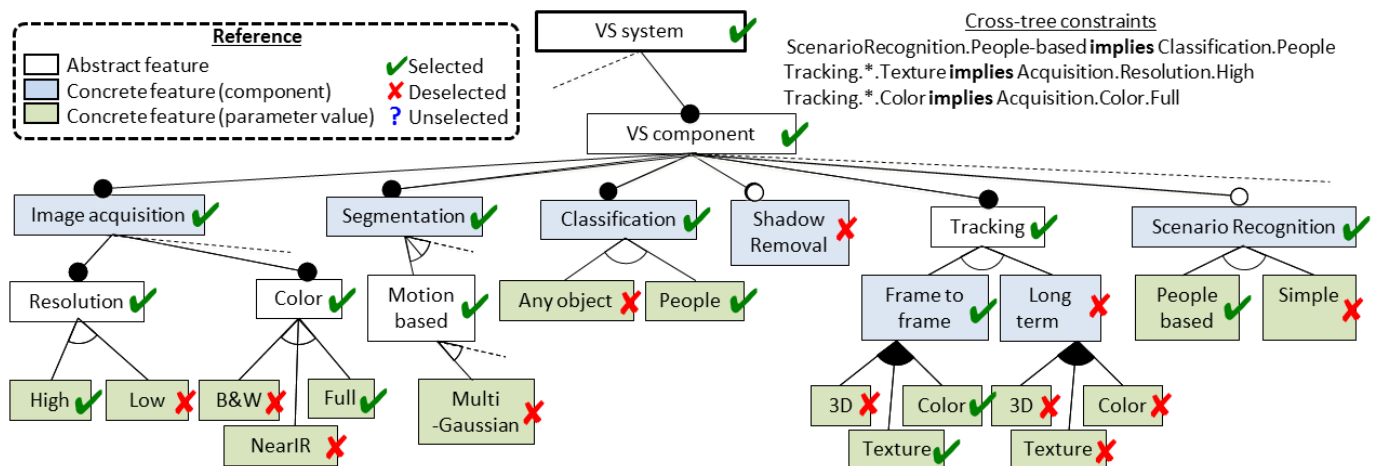 VS system
Cross-tree constraints
ScenarioRecognition.People-based implies Classification.People
Tracking.*.Texture implies Acquisition.Resolution.High
Tracking.*.Color implies Acquisition.Color.Full
Reference
Abstract feature
Selected
Concrete feature (component)
Deselected
Concrete feature (parameter value)
? Unselected
VS component
Image acquisition
Segmentation
Classification
Shadow
Removal
Tracking
Scenario Recognition
Resolution
Color
Motion
based
Any object
People
Frame to
frame
Long
term
People
based
Simple
High
Low
B&W
NearIR
Full
Multi
-Gaussian
3D
Color
Texture
3D
Color
Texture